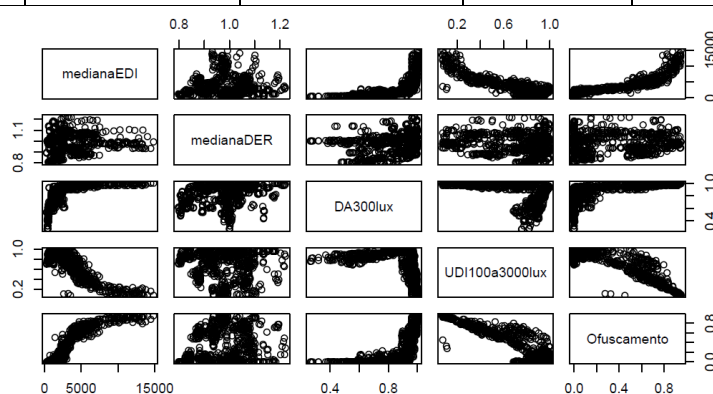 0.8 1.0 1.2
0.2 0.6 1.0
medianaEDI
0 15000
0.8 1.1
medianaDER
DA300lux
0.4 1.0
0.2 1.0
UDI100a3000lux
Ofuscamento
0.0 0.8
0 5000 15000
0.4 0.8
0.0 0.4 0.8